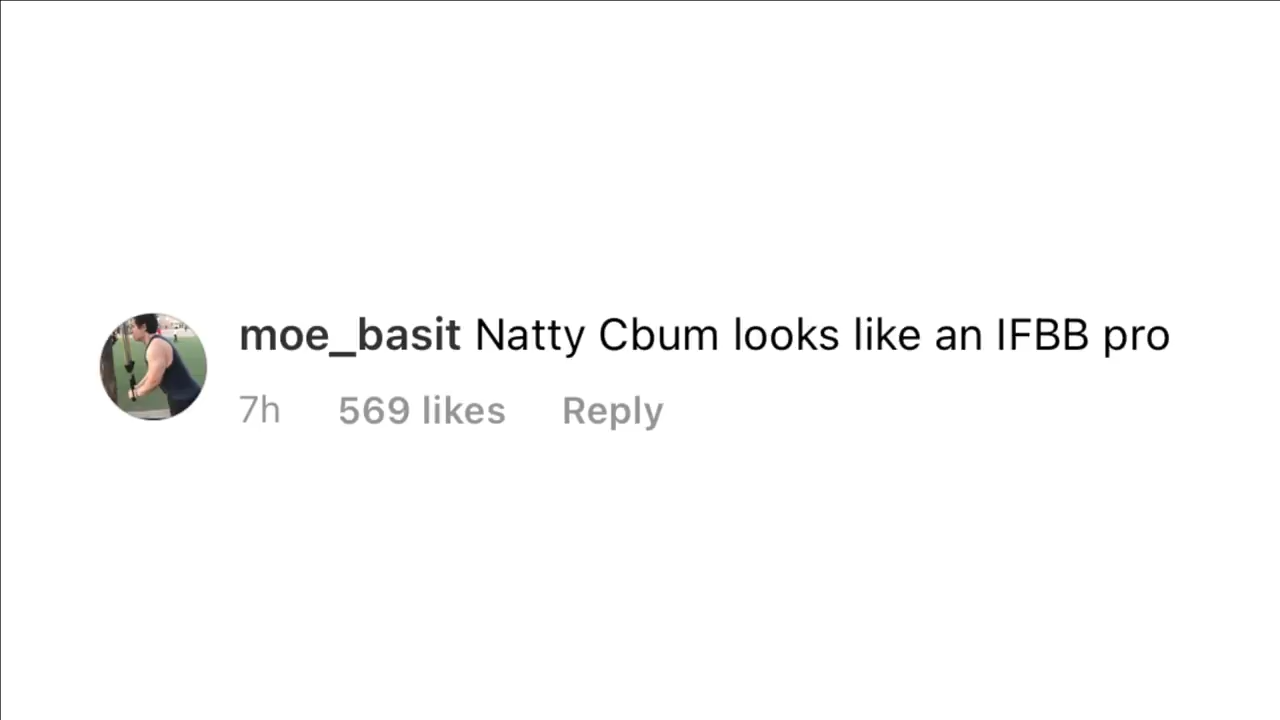 moe_basit Natty Cbum looks like an IFBB pro
7h 569 likes Reply